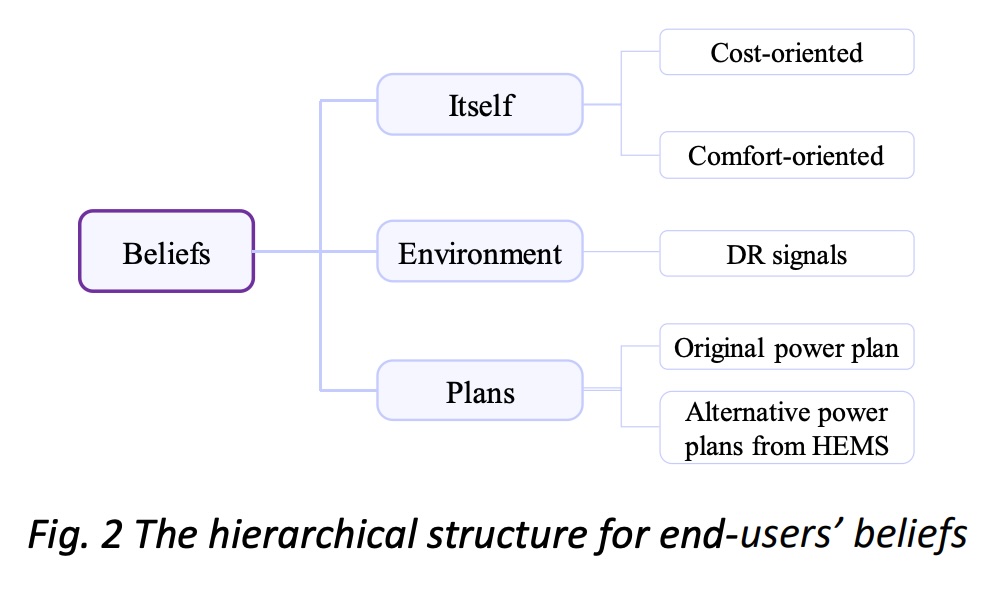 Cost-oriented
Itself
Comfort-oriented
Beliefs
Environment
DR signals
Original power plan
Plans
Alternative power
plans from HEMS
Fig. 2 The hierarchical structure for end-users’ beliefs